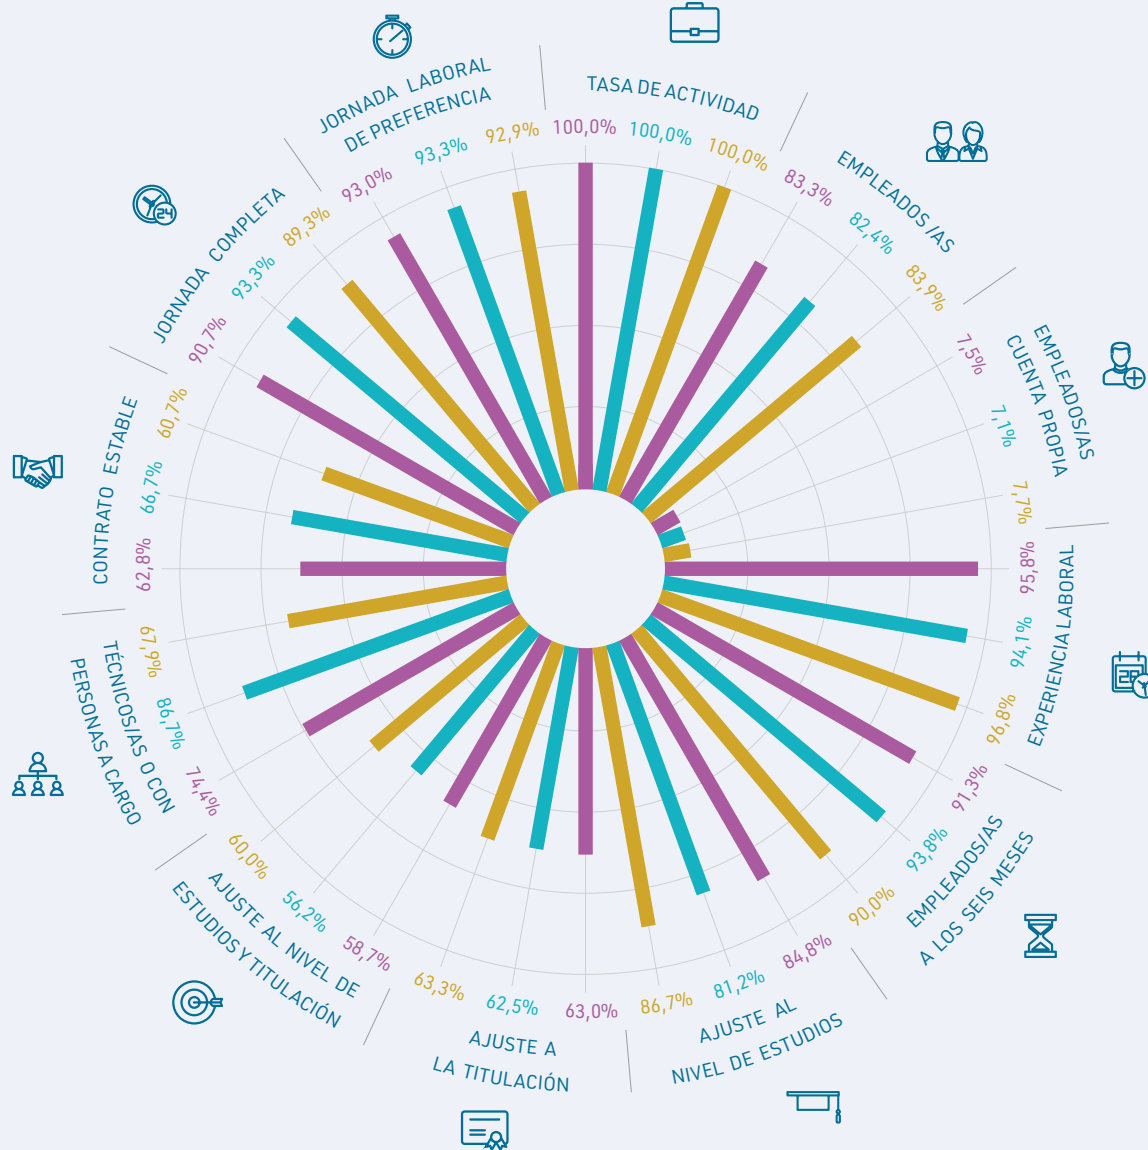 TASA DE ACTIVIDAD
100,0%
100,0%
100,0%
EMPLEADOS/AS
83,3%
82,4%
83,9%
EMPLEADOS/AS
CUENTA PROPIA
7,5%
7,1%
7,7%
EXPERIENCIA LABORAL
95,8%
94,1%
96,8%
EMPLEADOS/AS
A LOS SEIS MESES
91,3%
93,8%
90,0%
AJUSTE AL
NIVEL DE ESTUDIOS
84,8%
81,2%
86,7%
AJUSTE A
LA TITULACIÓN
63,0%
62,5%
63,3%
AJUSTE AL NIVEL DE
ESTUDIOS Y TITULACIÓN
58,7%
56,2%
60,0%
TÉCNICOS/AS O CON
PERSONAS A CARGO
74,4%
86,7%
67,9%
CONTRATO ESTABLE
62,8%
66,7%
60,7%
JORNADA COMPLETA
90,7%
93,3%
89,3%
JORNADA LABORAL
DE PREFERENCIA
93,0%
93,3%
92,9%
24